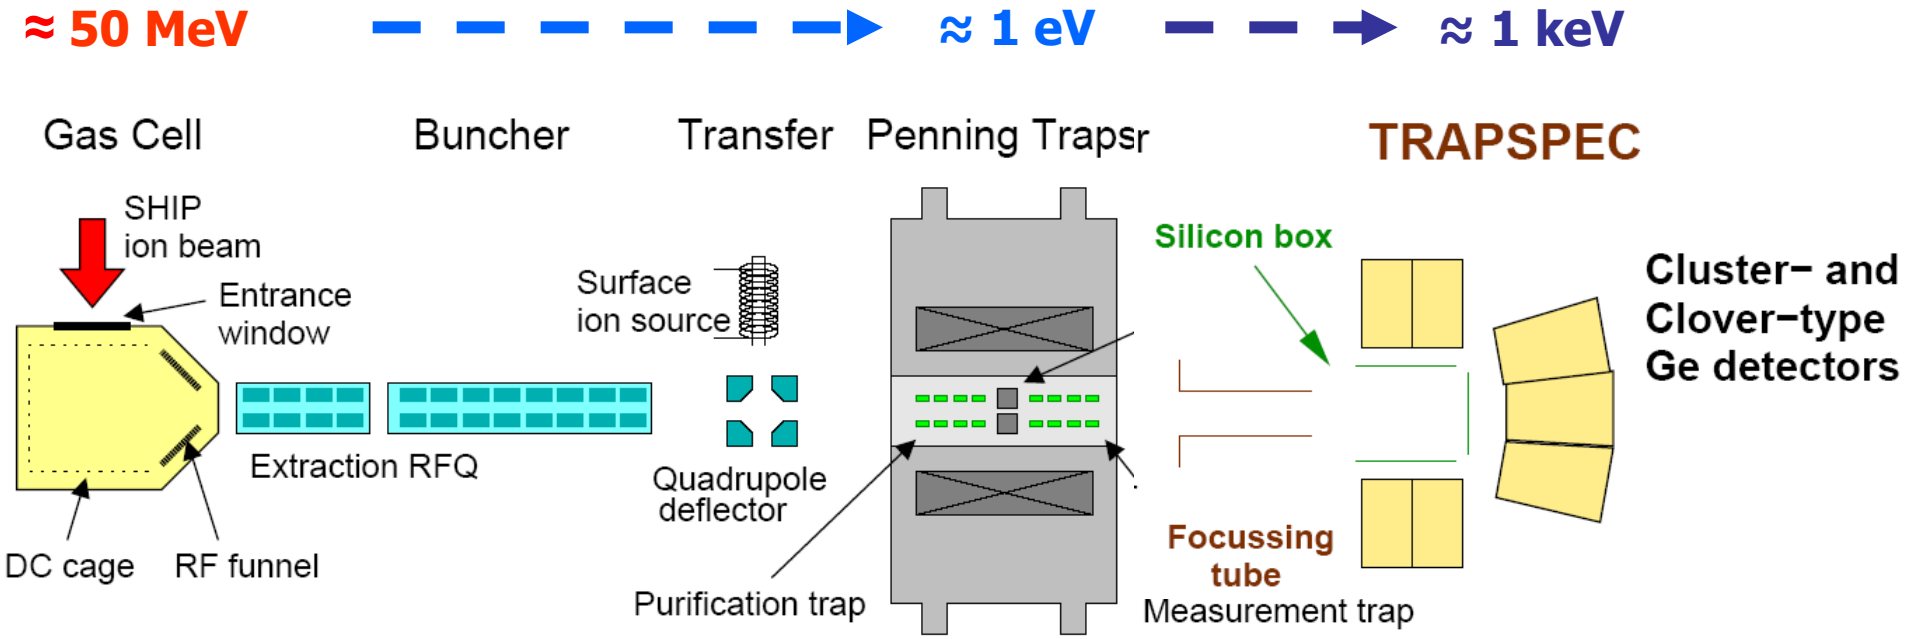 ≈ 50 MeV
≈ 1 eV
≈ 1 keV
Gas Cell
Buncher
Transfer
Penning Trapsr
TRAPSPEC
SHIP
ion beam
Entrance
window
Surface
ion source
Silicon box
Cluster− and
Clover−type
Ge detectors
Extraction RFQ
Quadrupole
deflector
DC cage
RF funnel
Purification trap
Focussing
tube
Measurement trap